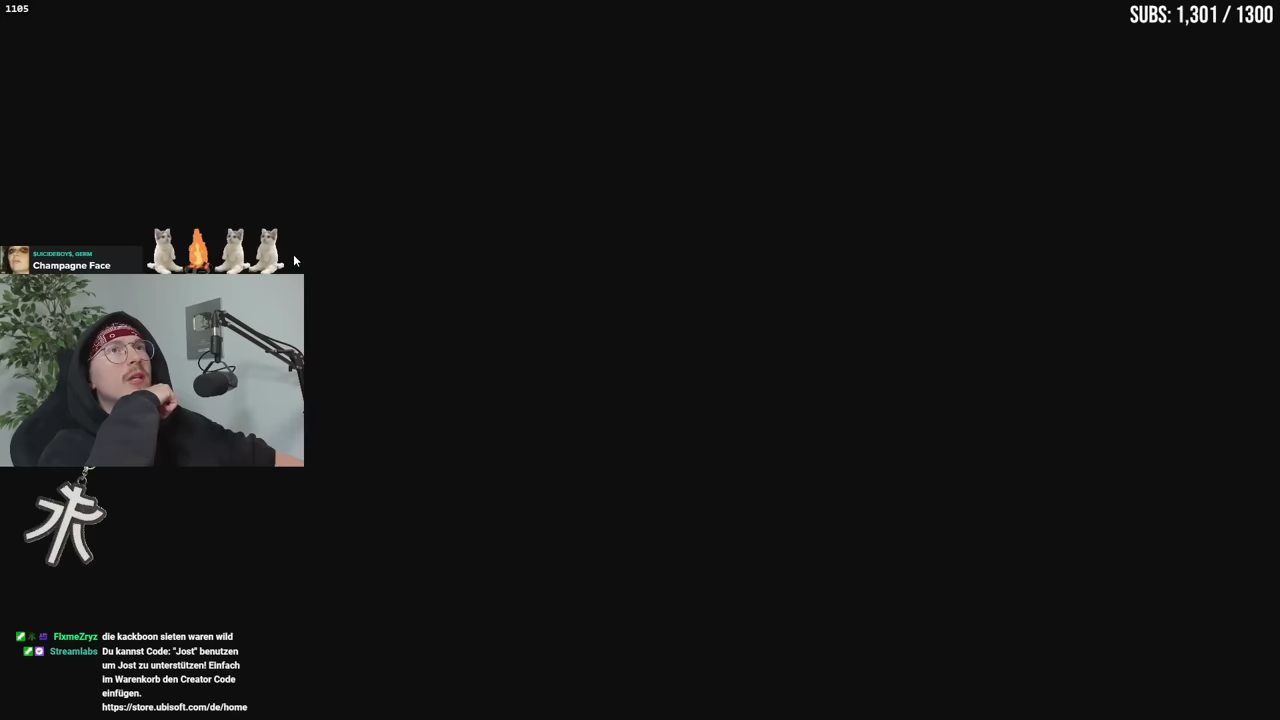 1105
SUBS: 1,301 / 1300
$UICIDEBOY$, GERM
Champagne Face
FlxmeZryz die kackboon sieten waren wild
Streamlabs Du kannst Code: "Jost" benutzen
um Jost zu unterstützen! Einfach
Im Warenkorb den Creator Code
einfügen.
https://store.ubisoft.com/de/home